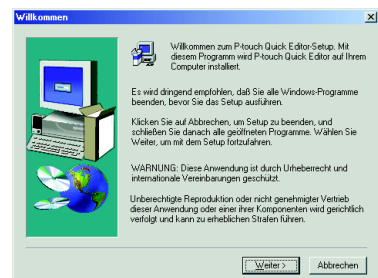 Willkommen
Willkommen zum P-touch Quick Editor-Setup. Mit
diesem Programm wird P-touch Quick Editor auf Ihrem
Computer installiert.
Es wird dringend empfohlen, daß Sie alle Windows-Programme
beenden, bevor Sie das Setup ausführen.
Klicken Sie auf Abbrechen, um Setup zu beenden, und
schließen Sie danach alle geöffneten Programme. Wählen Sie
Weiter, um mit dem Setup fortzufahren.
WARNUNG: Diese Anwendung ist durch Urheberrecht und
internationale Vereinbarungen geschützt.
Unberechtigte Reproduktion oder nicht genehmigter Vertrieb
dieser Anwendung oder einer ihrer Komponenten wird gerichtlich
verfolgt und kann zu erheblichen Strafen führen.
Weiter > Abbrechen